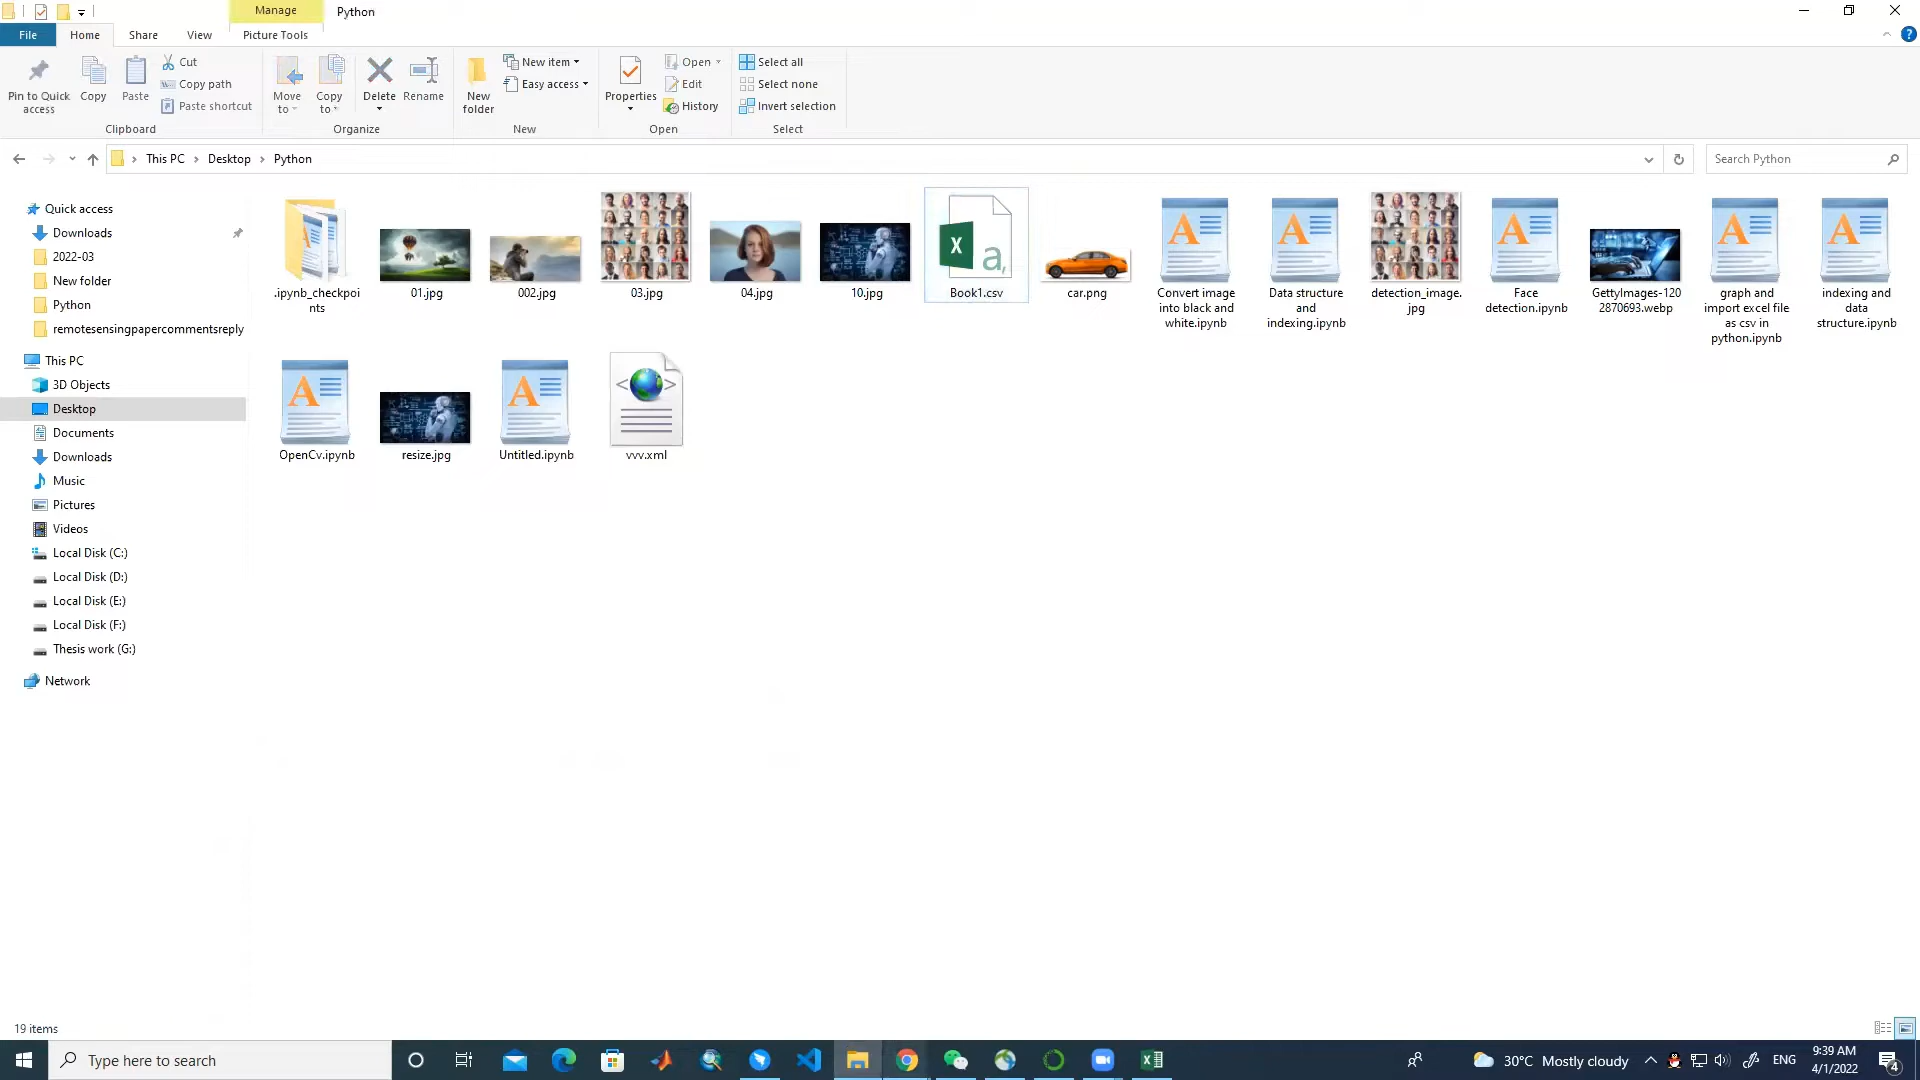 Manage
Python
File
Home
Share
View
Picture Tools
Pin to Quick
access
Copy
Paste
Cut
Copy path
Paste shortcut
Clipboard
Move
to
Copy
to
Delete
Rename
Organize
New
folder
New item
Easy access
New
Properties
Open
Edit
History
Open
Select all
Select none
Invert selection
Select
This PC
Desktop
Python
Search Python
Quick access
Downloads
2022-03
New folder
Python
remotesensingpapercommentsreply
This PC
3D Objects
Desktop
Documents
Downloads
Music
Pictures
Videos
Local Disk (C:)
Local Disk (D:)
Local Disk (E:)
Local Disk (F:)
Thesis work (G:)
Network
.ipynb_checkpoi
nts
01.jpg
002.jpg
03.jpg
04.jpg
10.jpg
Book1.csv
car.png
Convert image
into black and
white.ipynb
Data structure
and
indexing.ipynb
detection_image.
jpg
Face
detection.ipynb
GettyImages-120
2870693.webp
graph and
import excel file
as csv in
python.ipynb
indexing and
data
structure.ipynb
OpenCv.ipynb
resize.jpg
Untitled.ipynb
vvv.xml
19 items
Type here to search
30°C Mostly cloudy
ENG
9:39 AM
4/1/2022
4